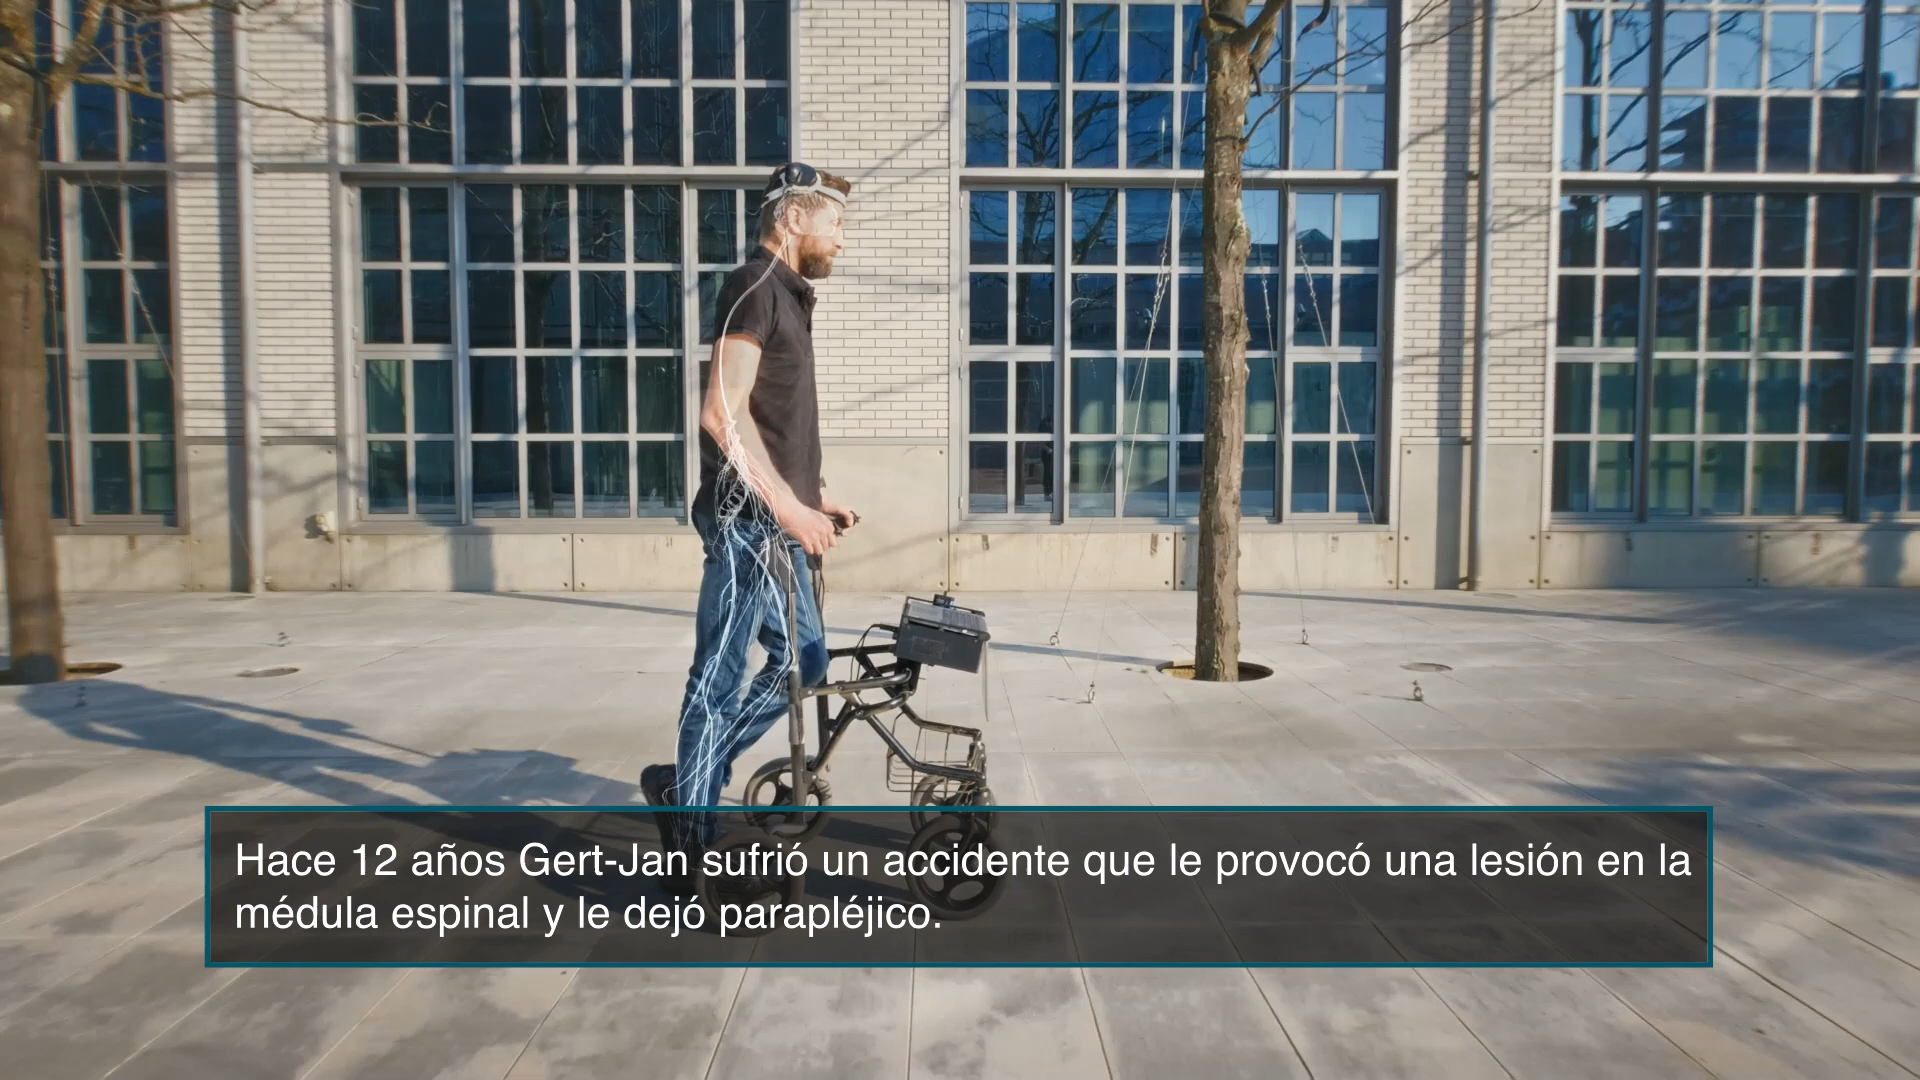 Hace 12 años Gert-Jan sufrió un accidente que le provocó una lesión en la
médula espinal y le dejó parapléjico.